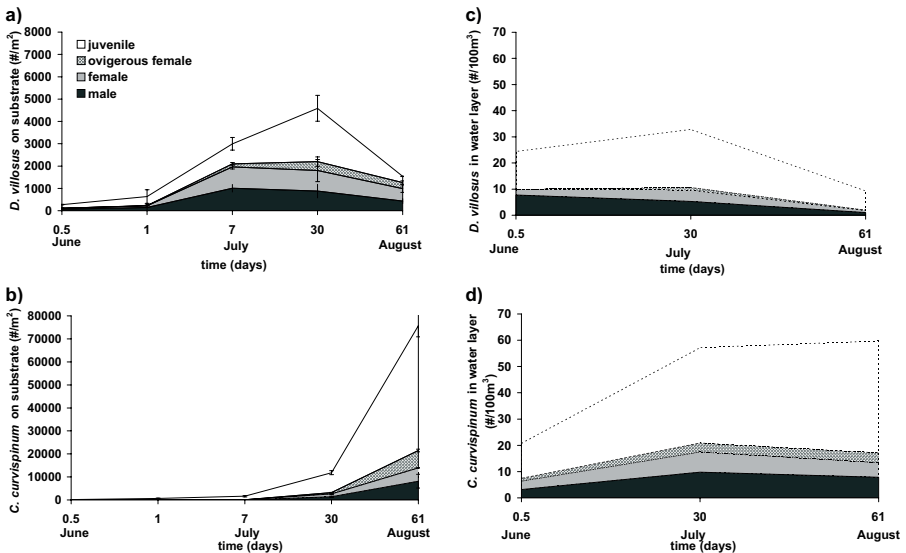 a)
D. villosus on substrate (#/m²)
8000
7000
6000
5000
4000
3000
2000
1000
0
juvenile
ovigerous female
female
male
0.5 1 7 30 61
June July August
time (days)
c)
D. villosus in water layer (#/100m³)
70
60
50
40
30
20
10
0
0.5 30 61
June July August
time (days)
b)
C. curvispinum on substrate (#/m²)
80000
70000
60000
50000
40000
30000
20000
10000
0
0.5 1 7 30 61
June July August
time (days)
d)
C. curvispinum in water layer
(#/100m³)
70
60
50
40
30
20
10
0
0.5 30 61
June July August
time (days)